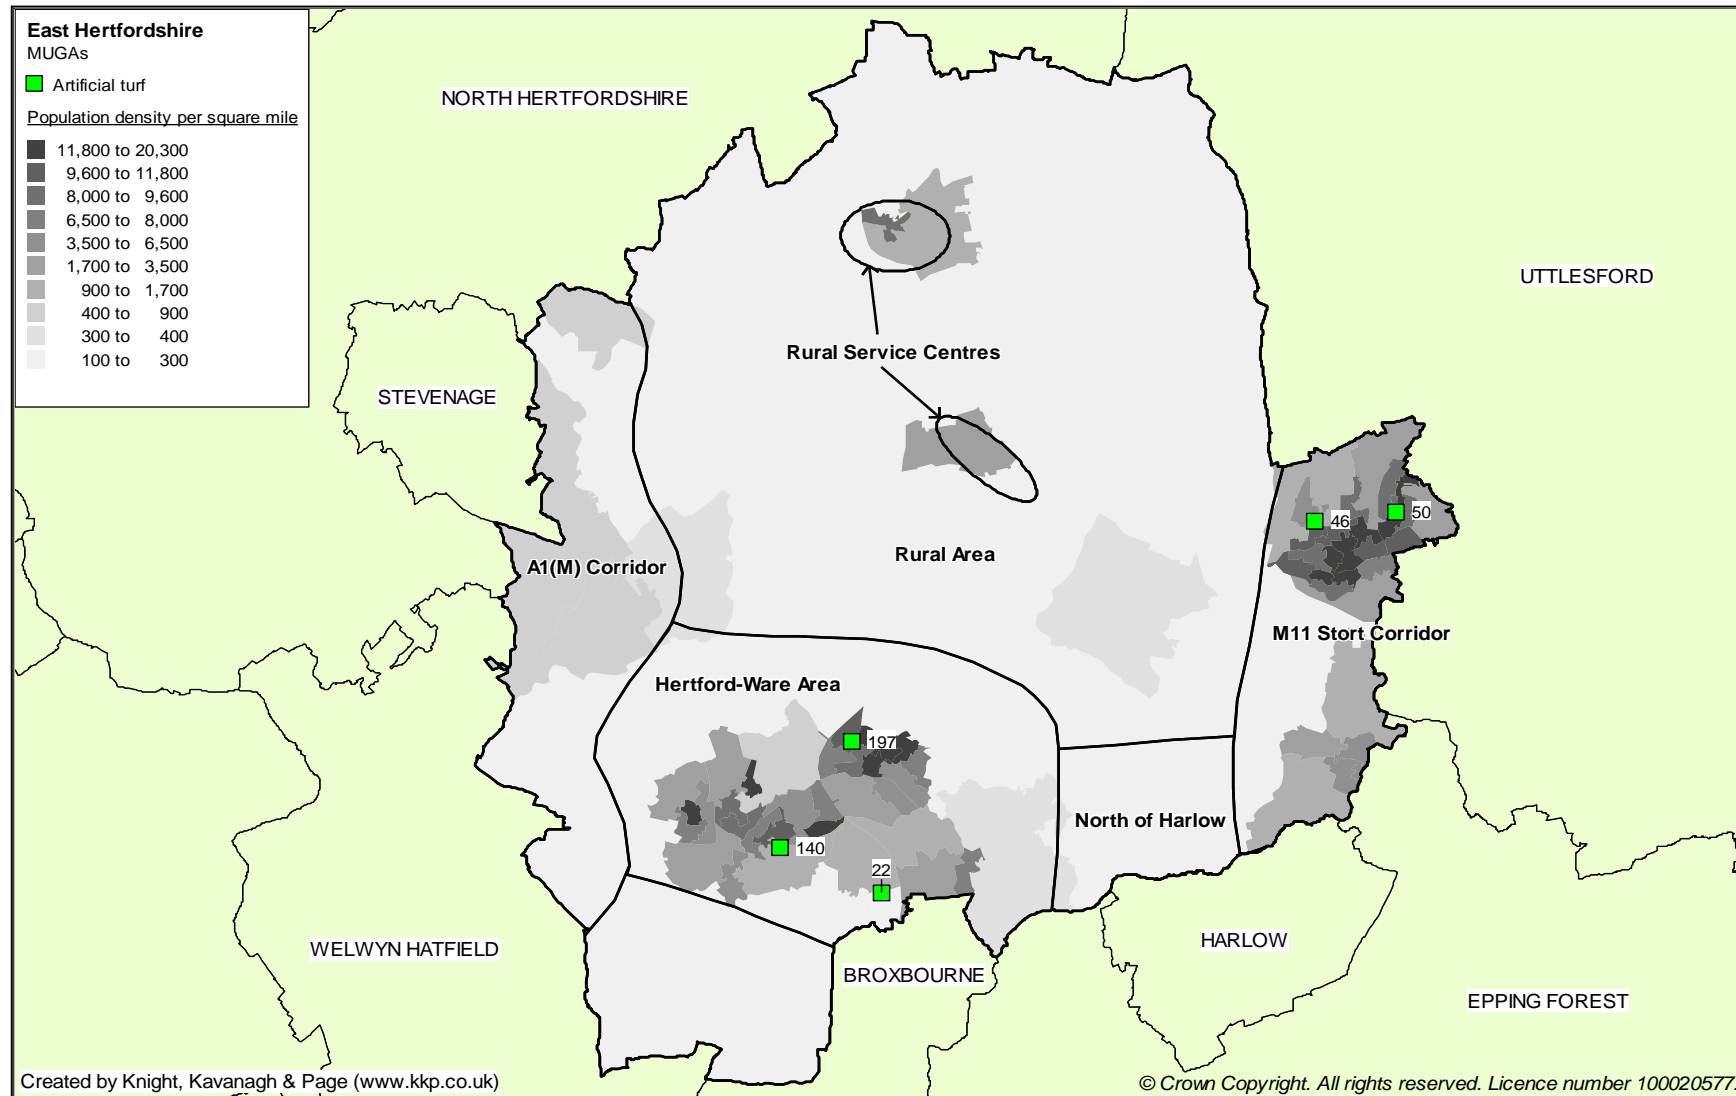 East Hertfordshire
MUGAs
Artificial turf
Population density per square mile
11,800 to 20,300
9,600 to 11,800
8,000 to 9,600
6,500 to 8,000
3,500 to 6,500
1,700 to 3,500
900 to 1,700
400 to 900
300 to 400
100 to 300
NORTH HERTFORDSHIRE
UTTLESFORD
Rural Service Centres
STEVENAGE
46
50
Rural Area
A1(M) Corridor
M11 Stort Corridor
Hertford-Ware Area
197
North of Harlow
140
22
WELWYN HATFIELD
HARLOW
BROXBOURNE
EPPING FOREST
Created by Knight, Kavanagh & Page (www.kkp.co.uk)
© Crown Copyright. All rights reserved. Licence number 100020577.